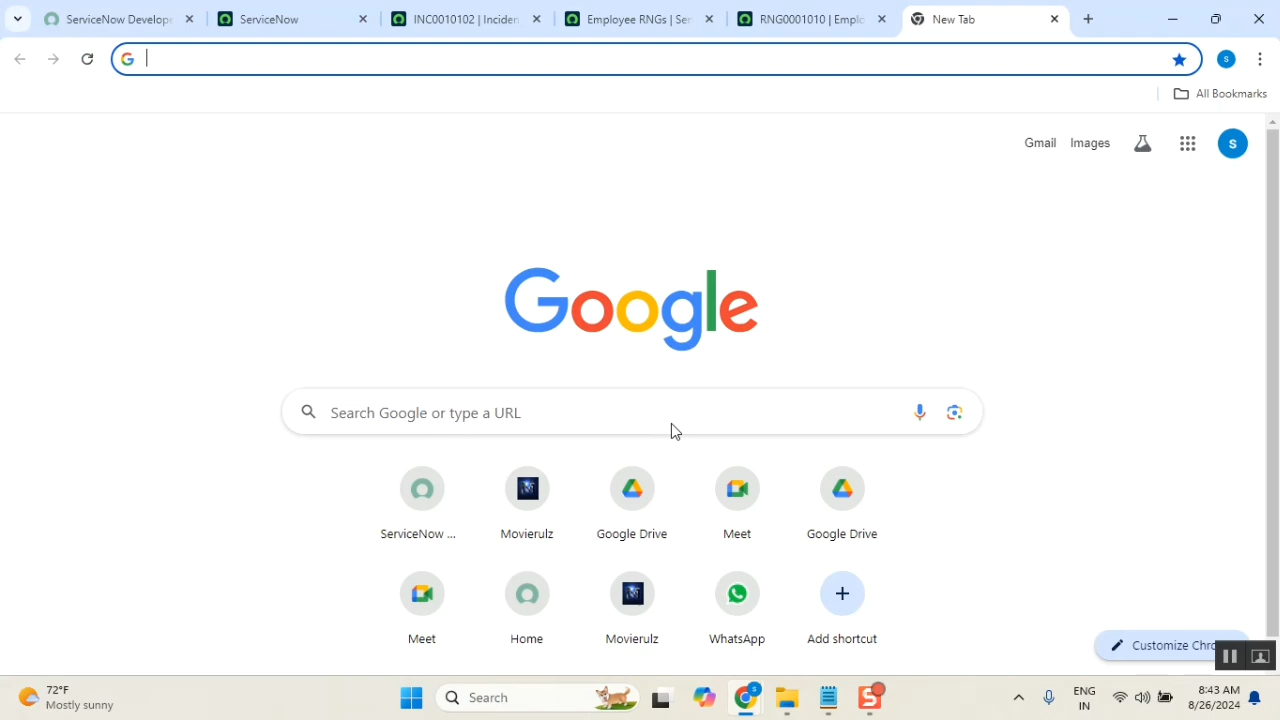 ServiceNow Develope
ServiceNow
INC0010102 | Inciden
Employee RNGs | Ser
RNG0001010 | Emplo
New Tab
All Bookmarks
Gmail
Images
S
Google
Search Google or type a URL
ServiceNow ...
Movierulz
Google Drive
Meet
Google Drive
Meet
Home
Movierulz
WhatsApp
Add shortcut
Customize Chro
72°F
Mostly sunny
Search
ENG
IN
8:43 AM
8/26/2024